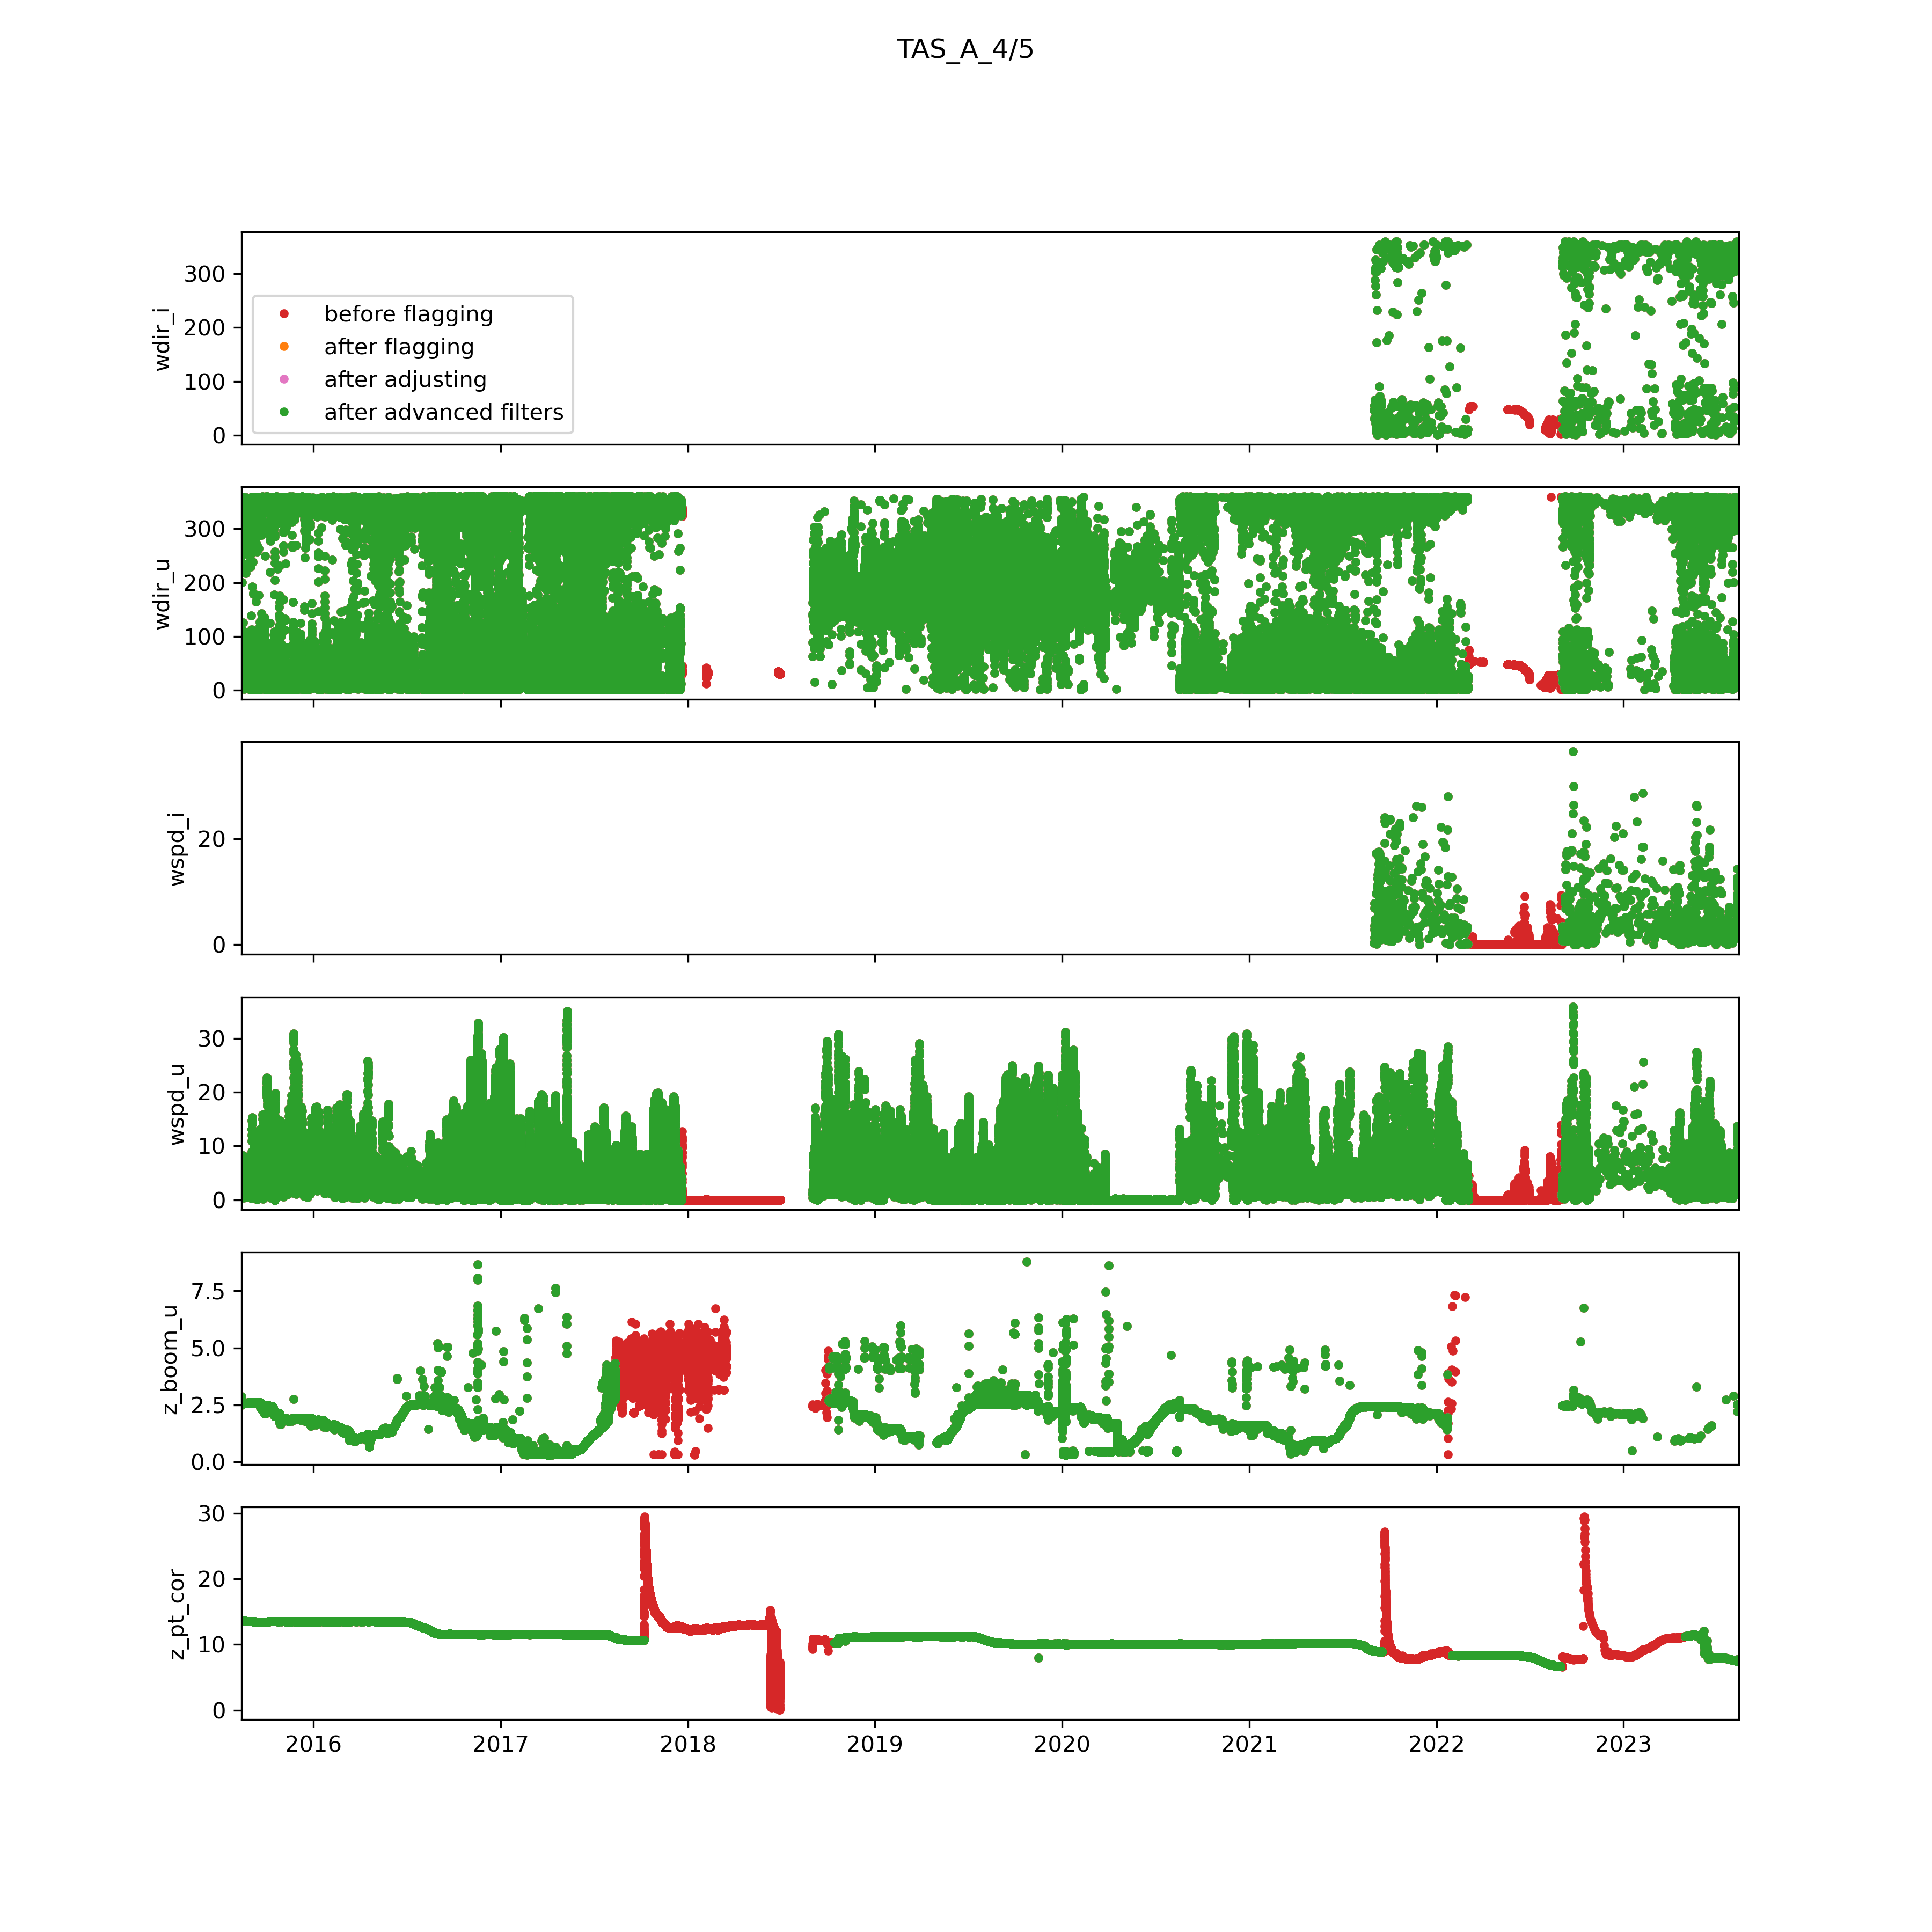 TAS_A_4/5
wdir_i
300
200
100
0
before flagging
after flagging
after adjusting
after advanced filters
wdir_u
300
200
100
0
wspd_i
20
0
wspd_u
30
20
10
0
z_boom_u
7.5
5.0
2.5
0.0
z_pt_cor
30
20
10
0
2016 2017 2018 2019 2020 2021 2022 2023